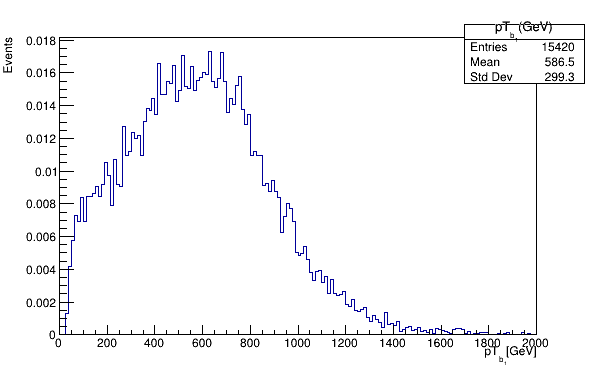 pT_b_1 (GeV)
Entries 15420
Mean 586.5
Std Dev 299.3
Events
0.018
0.016
0.014
0.012
0.01
0.008
0.006
0.004
0.002
0
0 200 400 600 800 1000 1200 1400 1600 1800 2000
pT_b_1 [GeV]